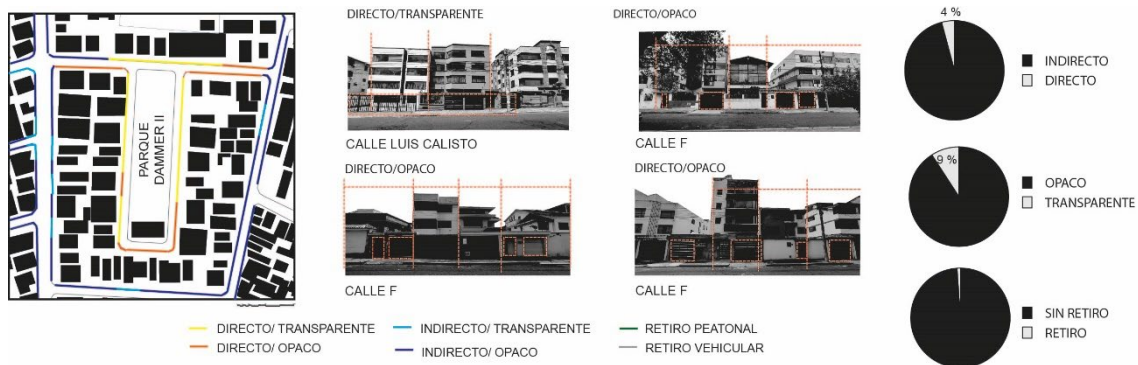 PARQUE
DAMMER II
DIRECTO/TRANSPARENTE
CALLE LUIS CALISTO
DIRECTO/OPACO
CALLE F
DIRECTO/OPACO
CALLE F
DIRECTO/OPACO
CALLE F
4 %
INDIRECTO
DIRECTO
9 %
OPACO
TRANSPARENTE
SIN RETIRO
RETIRO
DIRECTO/ TRANSPARENTE
DIRECTO/ OPACO
INDIRECTO/ TRANSPARENTE
INDIRECTO/ OPACO
RETIRO PEATONAL
RETIRO VEHICULAR